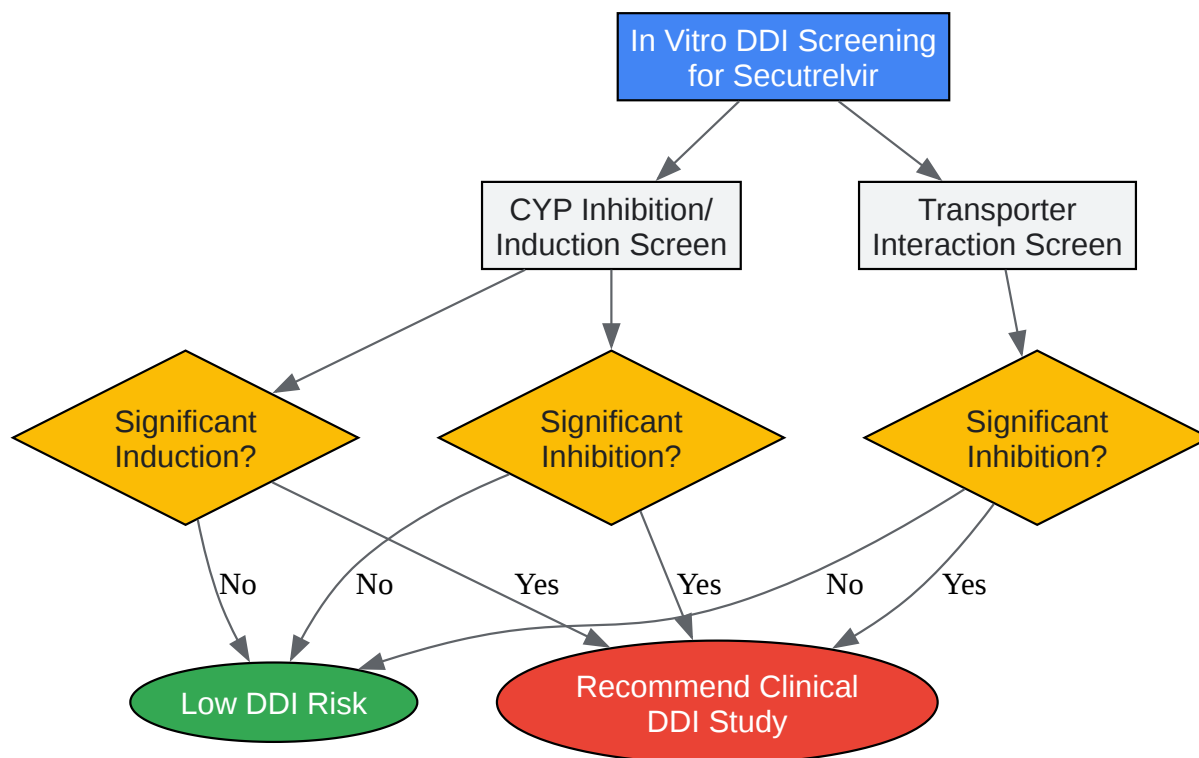 In Vitro DDI Screening
for Secutrelvir
CYP Inhibition/
Induction Screen
Transporter
Interaction Screen
Significant
Induction?
Significant
Inhibition?
Significant
Inhibition?
No
No
Yes
Yes
No
Yes
Low DDI Risk
Recommend Clinical
DDI Study